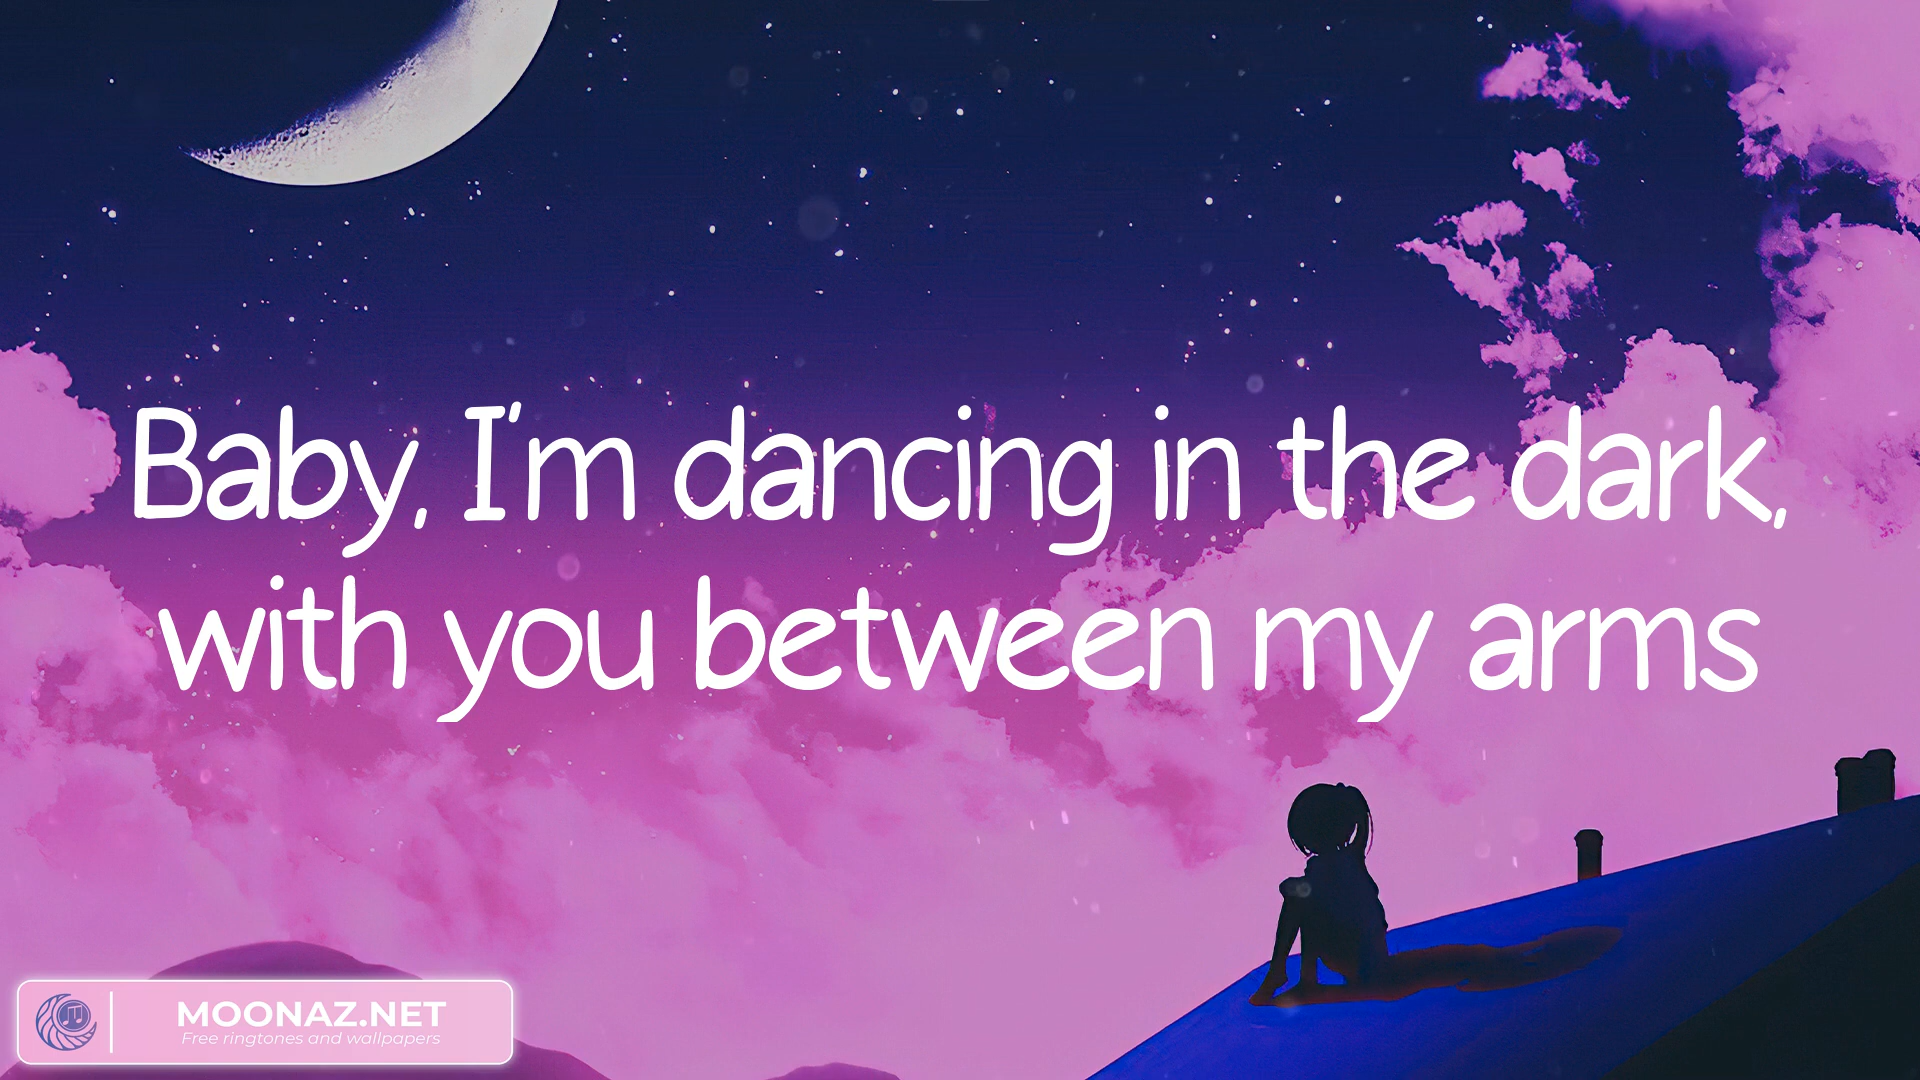 Baby, I'm dancing in the dark,
with you between my arms
MOONAZ.NET
Free ringtones and wallpapers